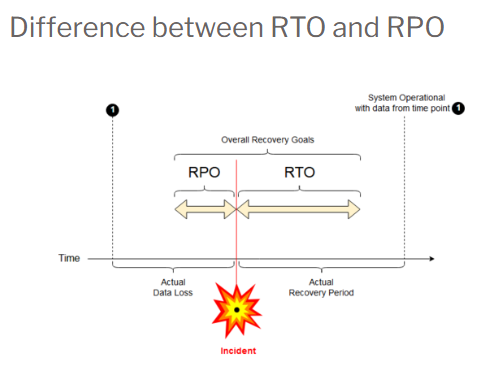 Difference between RTO and RPO
System Operational
with data from time point 1
1
Overall Recovery Goals
RPO
RTO
Time
Actual
Data Loss
Actual
Recovery Period
Incident